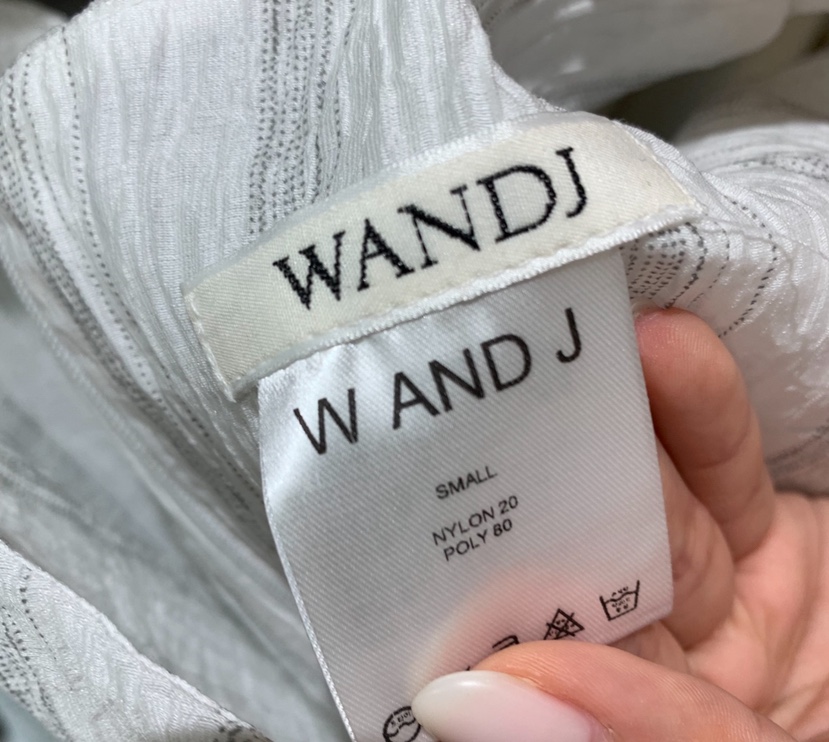 WANDJ
W AND J
SMALL
NYLON 20
POLY 80